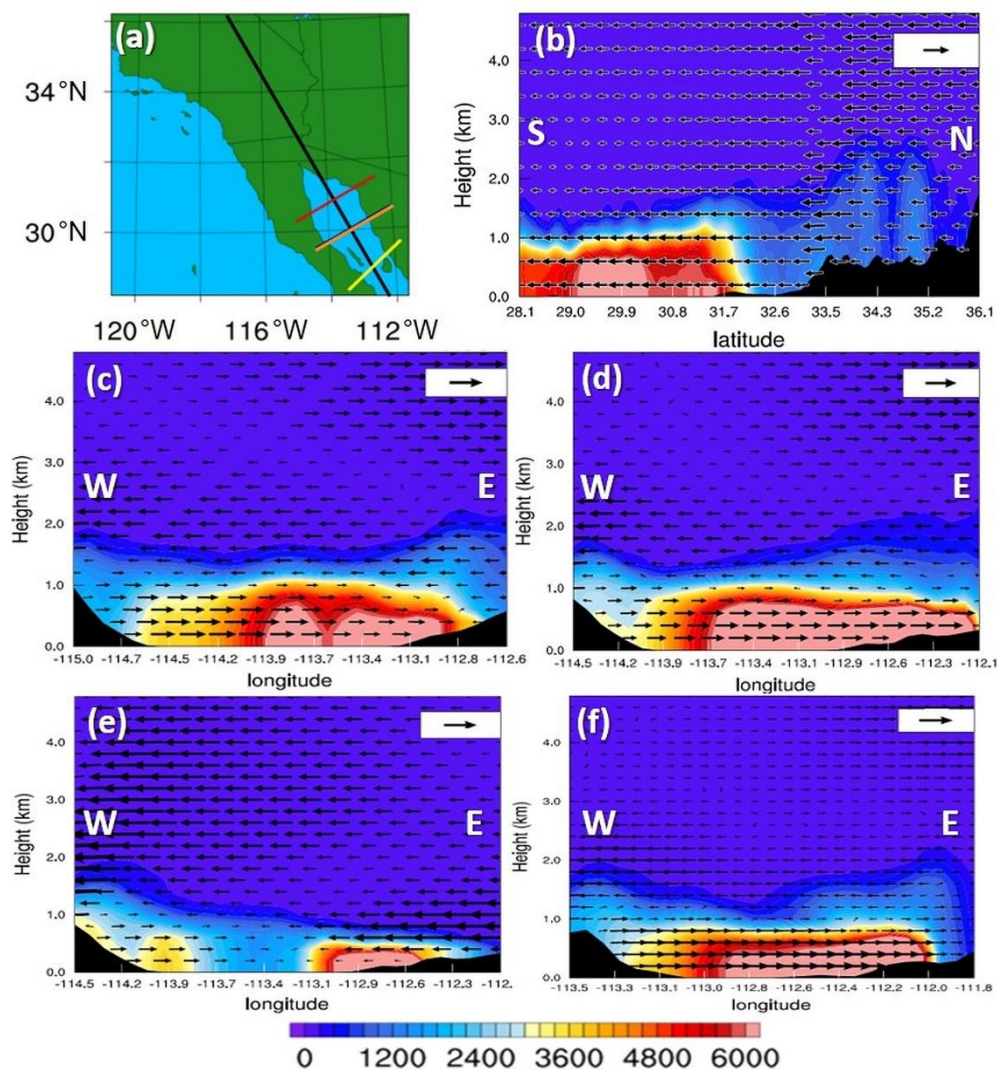 (a)
34°N
30°N
120°W 116°W 112°W
(b)
Height (km)
4.0
3.0
2.0
1.0
0.0
S N
28.1 29.0 29.9 30.8 31.7 32.6 33.5 34.3 35.2 36.1
latitude
(c)
Height (km)
4.0
3.0
2.0
1.0
0.0
W E
-115.0 -114.7 -114.5 -114.2 -113.9 -113.6 -113.4 -113.1 -112.8 -112.6
longitude
(d)
Height (km)
4.0
3.0
2.0
1.0
0.0
W E
-114.5 -114.2 -113.9 -113.7 -113.4 -113.1 -112.9 -112.6 -112.3 -112.1
longitude
(e)
Height (km)
4.0
3.0
2.0
1.0
0.0
W E
-114.5 -114.2 -113.9 -113.7 -113.4 -113.1 -112.9 -112.6 -112.3 -112.
longitude
(f)
Height (km)
4.0
3.0
2.0
1.0
0.0
W E
-113.5 -113.3 -113.2 -113.0 -112.8 -112.6 -112.4 -112.2 -112.0 -111.8
longitude
0 1200 2400 3600 4800 6000